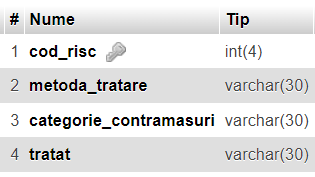 # Nume Tip
1 cod_risc int(4)
2 metoda_tratare varchar(30)
3 categorie_contramasuri varchar(30)
4 tratat varchar(30)